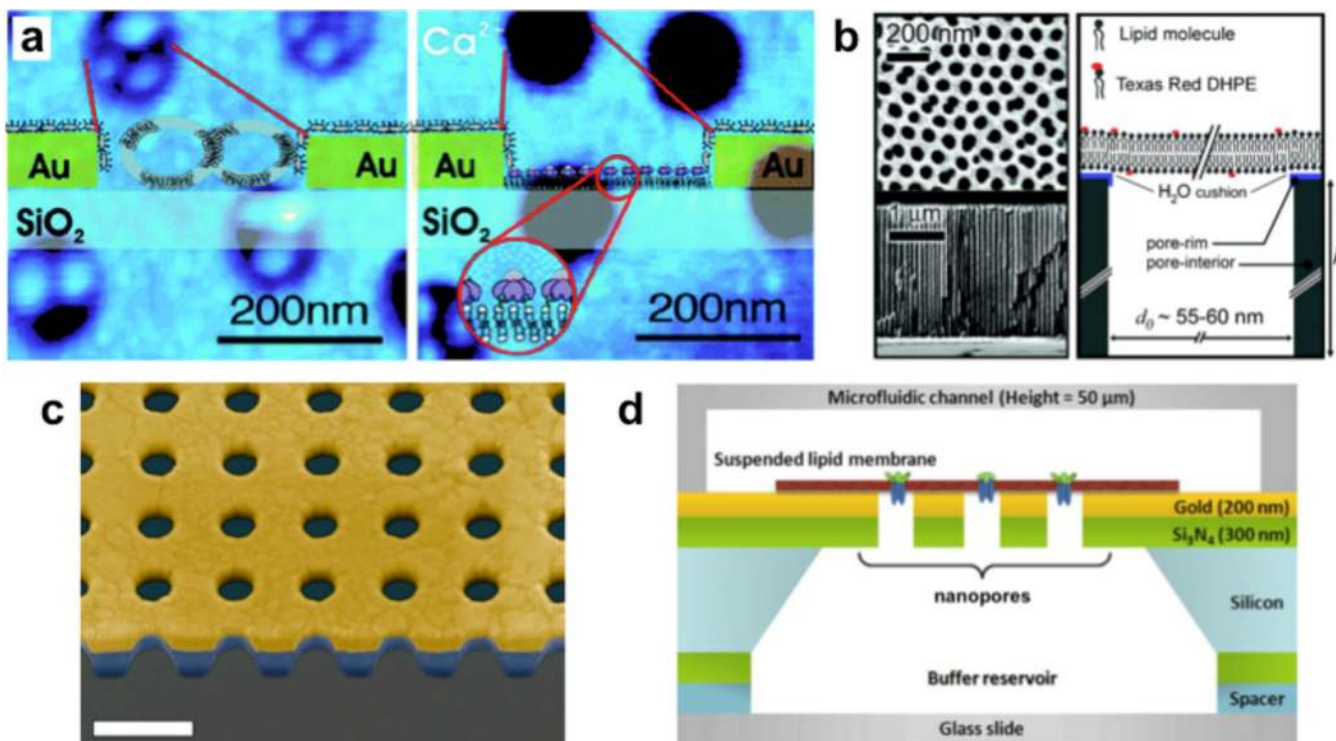 a
Au
Au
SiO2
200nm
Ca2+
Au
Au
SiO2
200nm
b
200 nm
1 μm
Lipid molecule
Texas Red DHPE
H2O cushion
pore-rim
pore-interior
d0 ~ 55-60 nm
c
d
Microfluidic channel (Height = 50 μm)
Suspended lipid membrane
Gold (200 nm)
Si3N4 (300 nm)
nanopores
Silicon
Buffer reservoir
Spacer
Glass slide